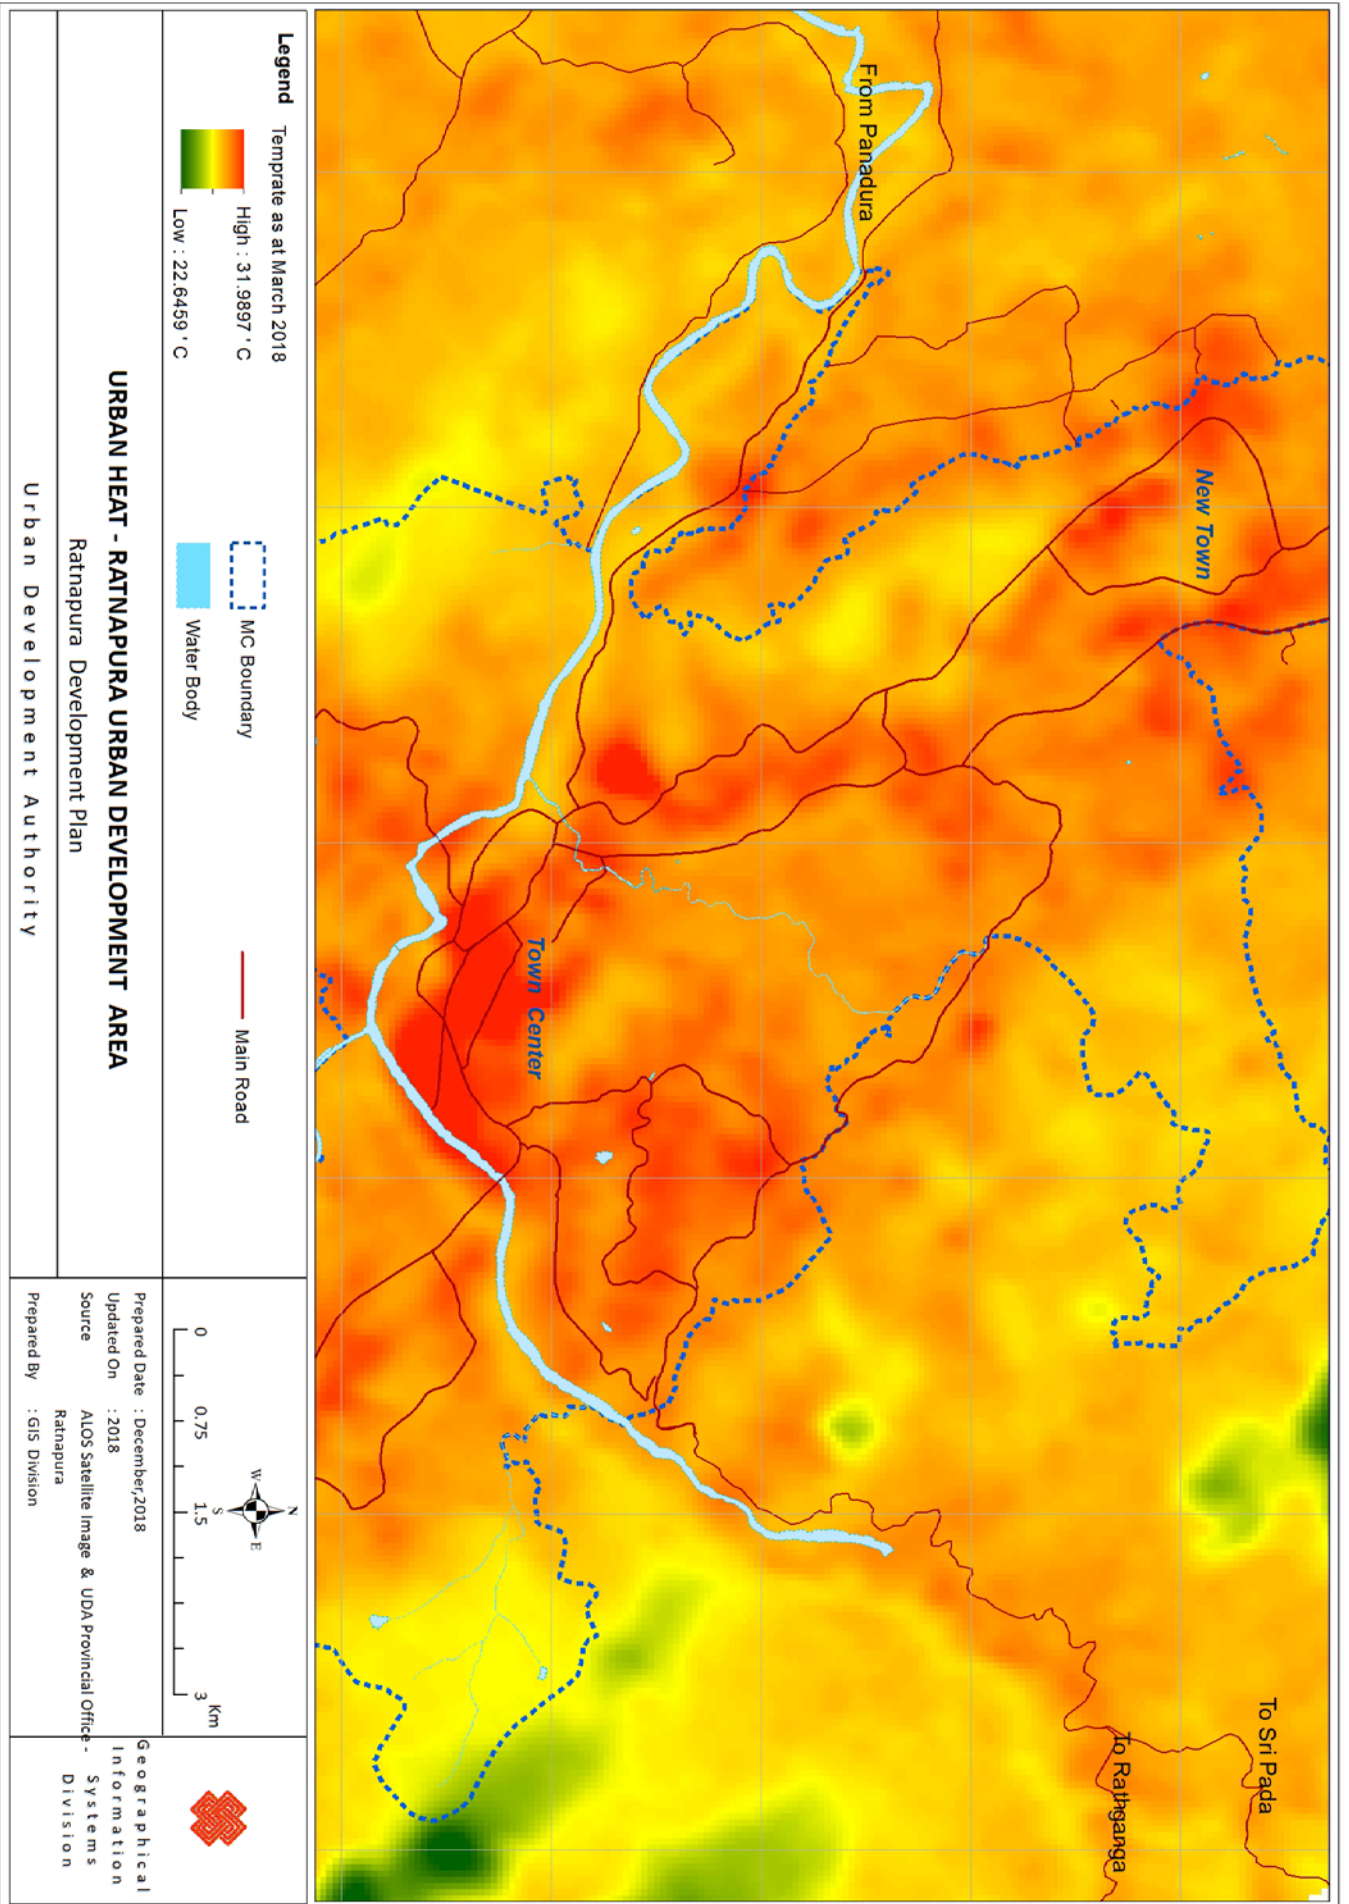 From Panadura
New Town
Town Center
To Sri Pada
To Rathganga
Legend
Temprate as at March 2018
High : 31.9897 ' C
Low : 22.6459 ' C
MC Boundary
Water Body
Main Road
URBAN HEAT - RATNAPURA URBAN DEVELOPMENT AREA
Ratnapura Development Plan
Urban Development Authority
N
W
E
S
0 0.75 1.5 3
Km
Prepared Date : December,2018
Updated On : 2018
Source ALOS Satellite Image & UDA Provincial Office -
Ratnapura
Prepared By : GIS Division
Geographical
Information
Systems
Division